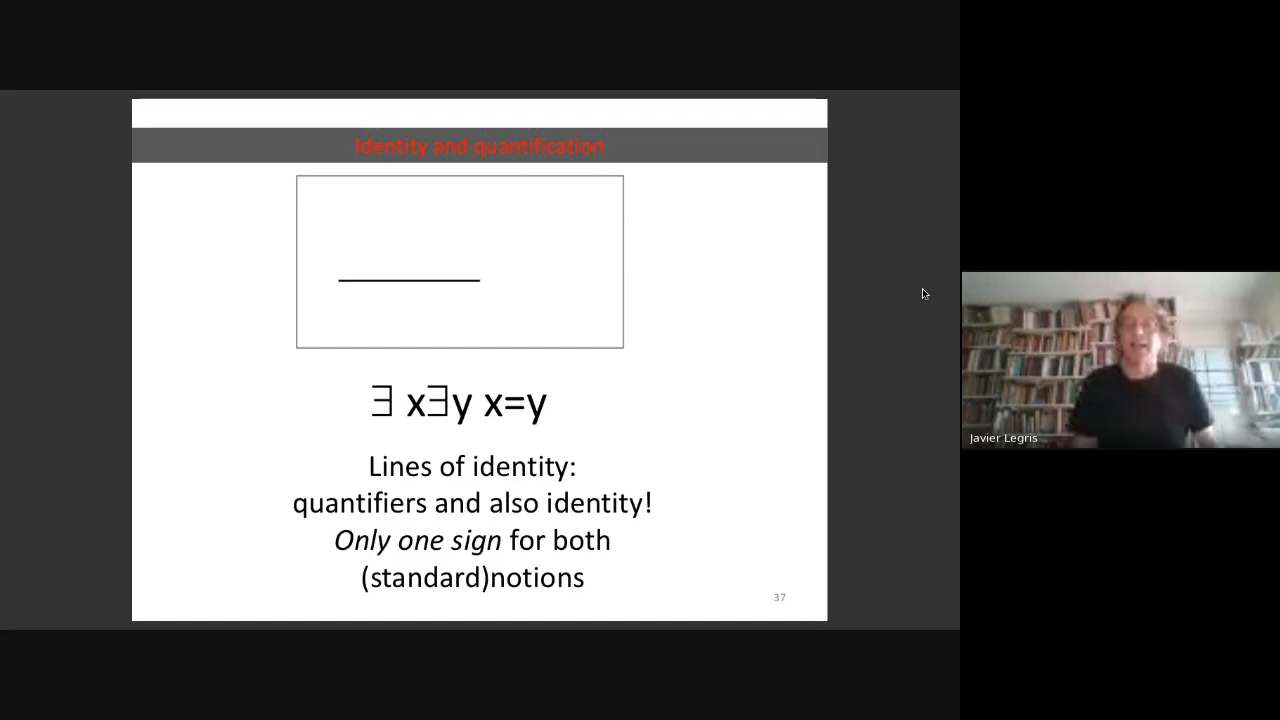 Identity and quantification
∃ x∃y x=y
Lines of identity:
quantifiers and also identity!
Only one sign for both
(standard)notions
37
Javier Legris